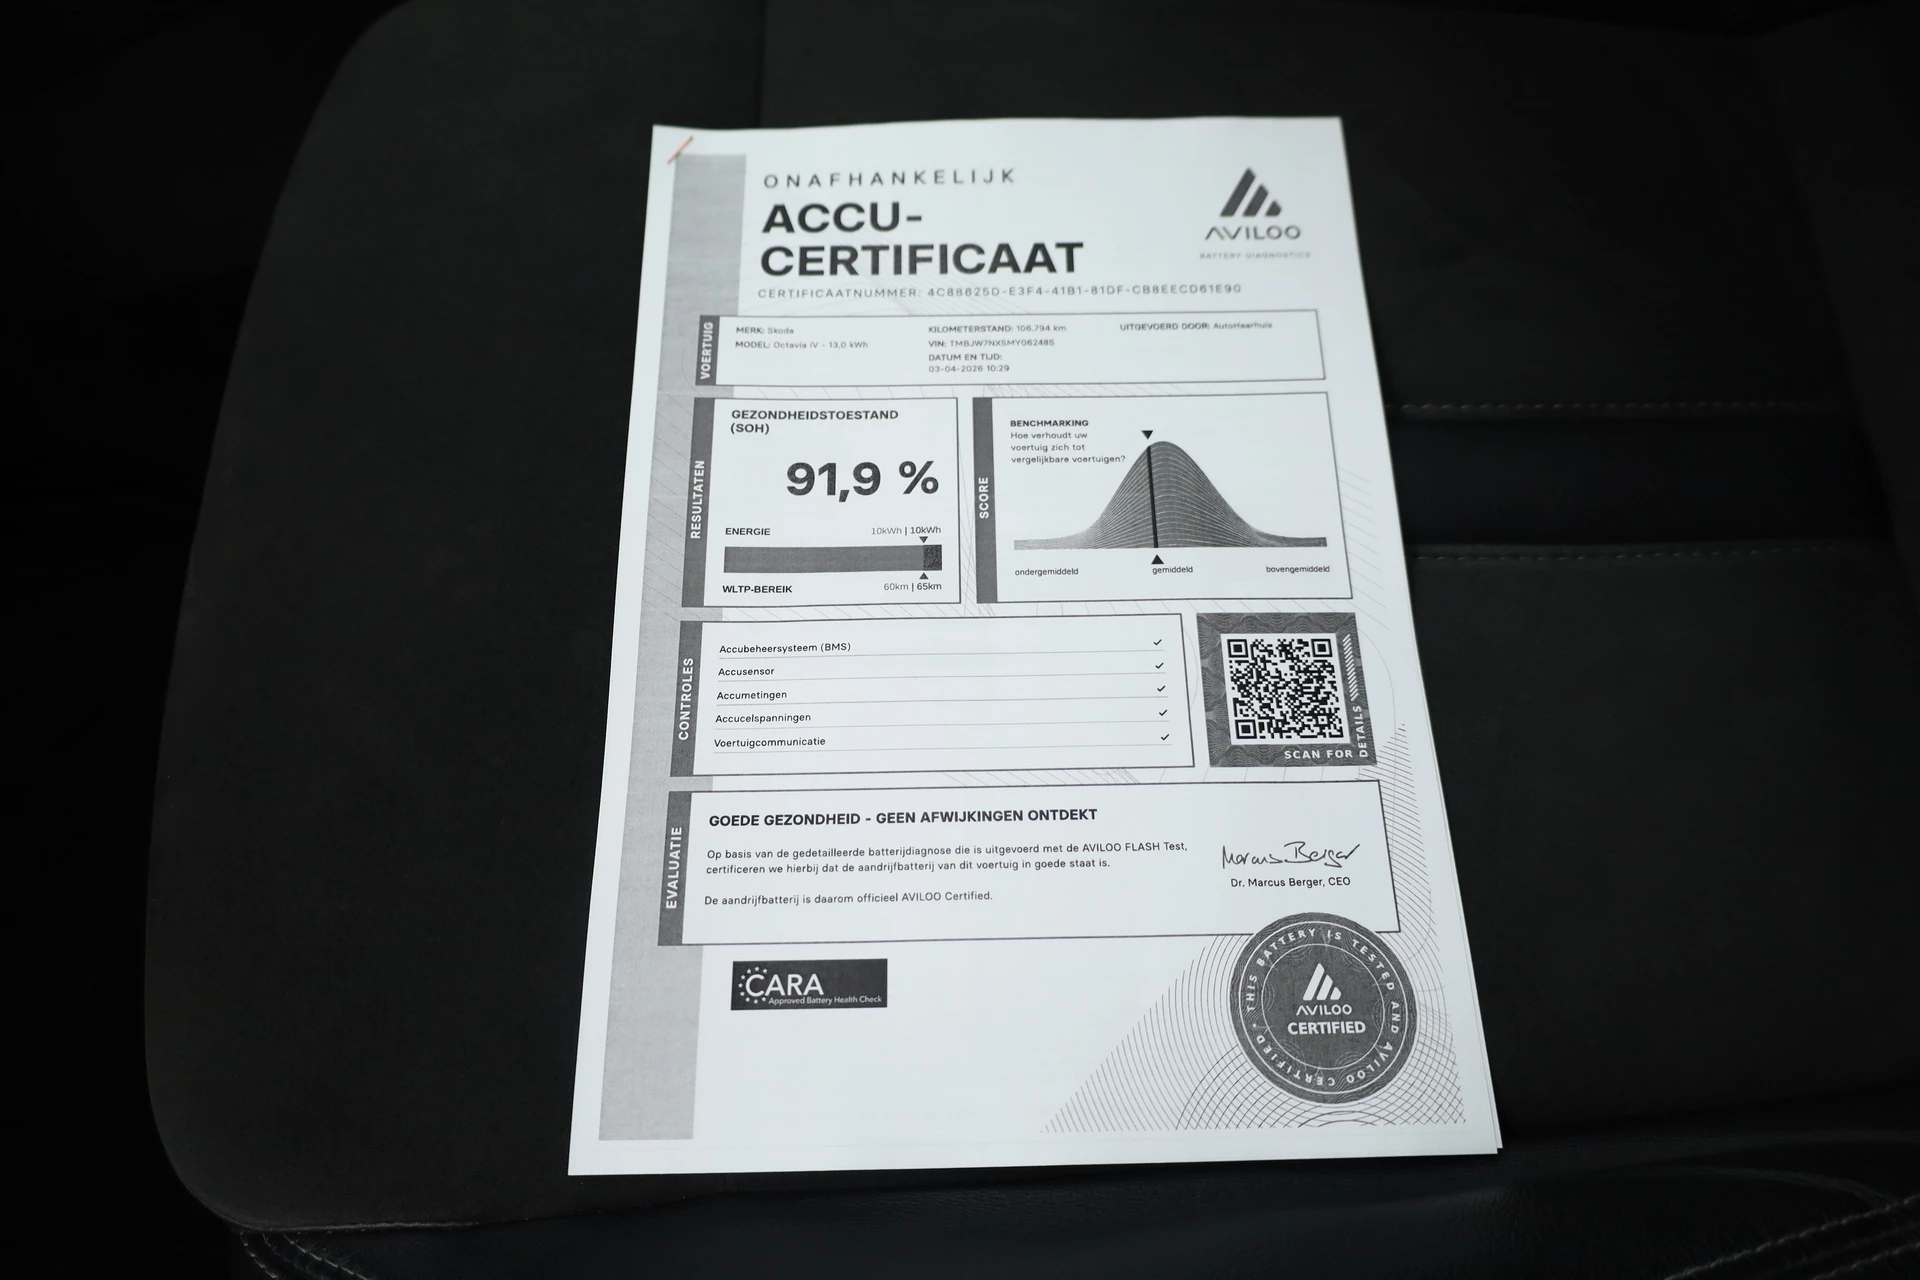 ONAFHANKELIJK
ACCU-
CERTIFICAAT
AVILOO
BATTERY DIAGNOSTICS
CERTIFICAATNUMMER: 4C88625D-E3F4-41B1-81DF-CB8EECD61E90
VOERTUIG
MERK: Skoda
MODEL: Octavia iV - 13,0 kWh
KILOMETERSTAND: 106.794 km
VIN: TMBJW7NX5MY062485
DATUM EN TIJD:
03-04-2026 10:29
UITGEVOERD DOOR: AutoHaarhuis
RESULTATEN
GEZONDHEIDSTOESTAND
(SOH)
91,9 %
ENERGIE
10kWh | 10kWh
WLTP-BEREIK
60km | 65km
SCORE
BENCHMARKING
Hoe verhoudt uw
voertuig zich tot
vergelijkbare voertuigen?
ondergemiddeld
gemiddeld
bovengemiddeld
CONTROLES
Accubeheersysteem (BMS)
Accusensor
Accumetingen
Accucelspanningen
Voertuigcommunicatie
SCAN FOR DETAILS
EVALUATIE
GOEDE GEZONDHEID - GEEN AFWIJKINGEN ONTDEKT
Op basis van de gedetailleerde batterijdiagnose die is uitgevoerd met de AVILOO FLASH Test,
certificeren we hierbij dat de aandrijfbatterij van dit voertuig in goede staat is.
De aandrijfbatterij is daarom officieel AVILOO Certified.
Marcus Berger
Dr. Marcus Berger, CEO
CARA
Approved Battery Health Check
THIS BATTERY IS TESTED AND AVILOO CERTIFIED
AVILOO
CERTIFIED